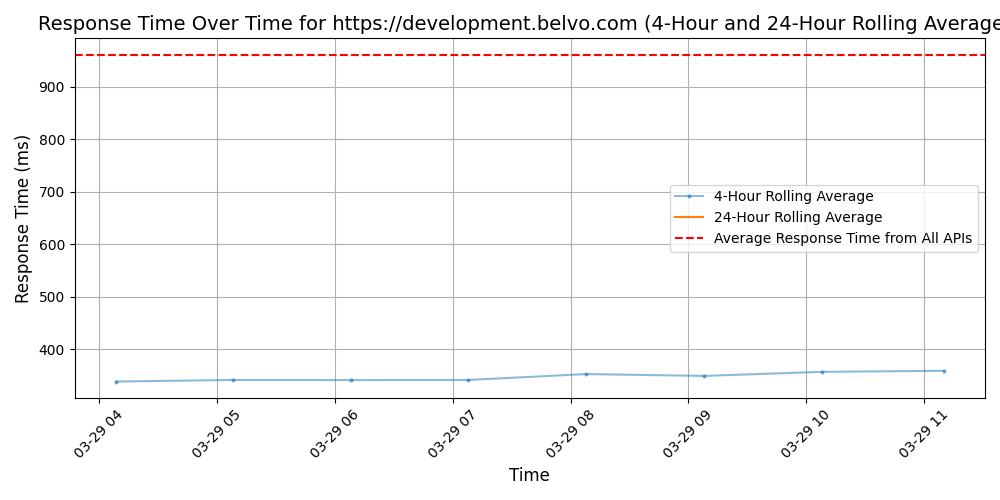 Response Time Over Time for https://development.belvo.com (4-Hour and 24-Hour Rolling Average
900
800
700
600
500
400
Response Time (ms)
4-Hour Rolling Average
24-Hour Rolling Average
Average Response Time from All APIs
03-29 04
03-29 05
03-29 06
03-29 07
03-29 08
03-29 09
03-29 10
03-29 11
Time